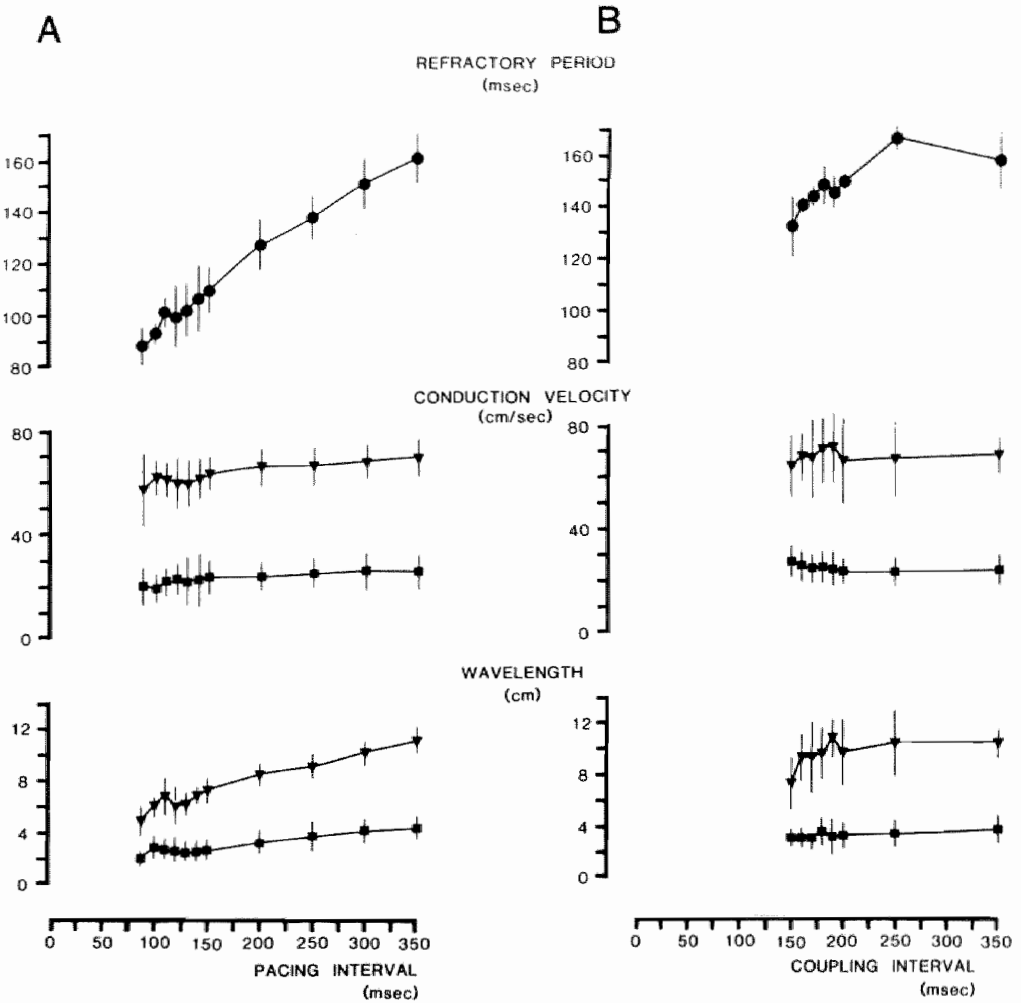 A
B
REFRACTORY PERIOD
(msec)
160
140
120
100
80
160
140
120
100
80
CONDUCTION VELOCITY
(cm/sec)
80
40
0
80
40
0
WAVELENGTH
(cm)
12
8
4
0
12
8
4
0
0 50 100 150 200 250 300 350
PACING INTERVAL
(msec)
0 50 100 150 200 250 300 350
COUPLING INTERVAL
(msec)